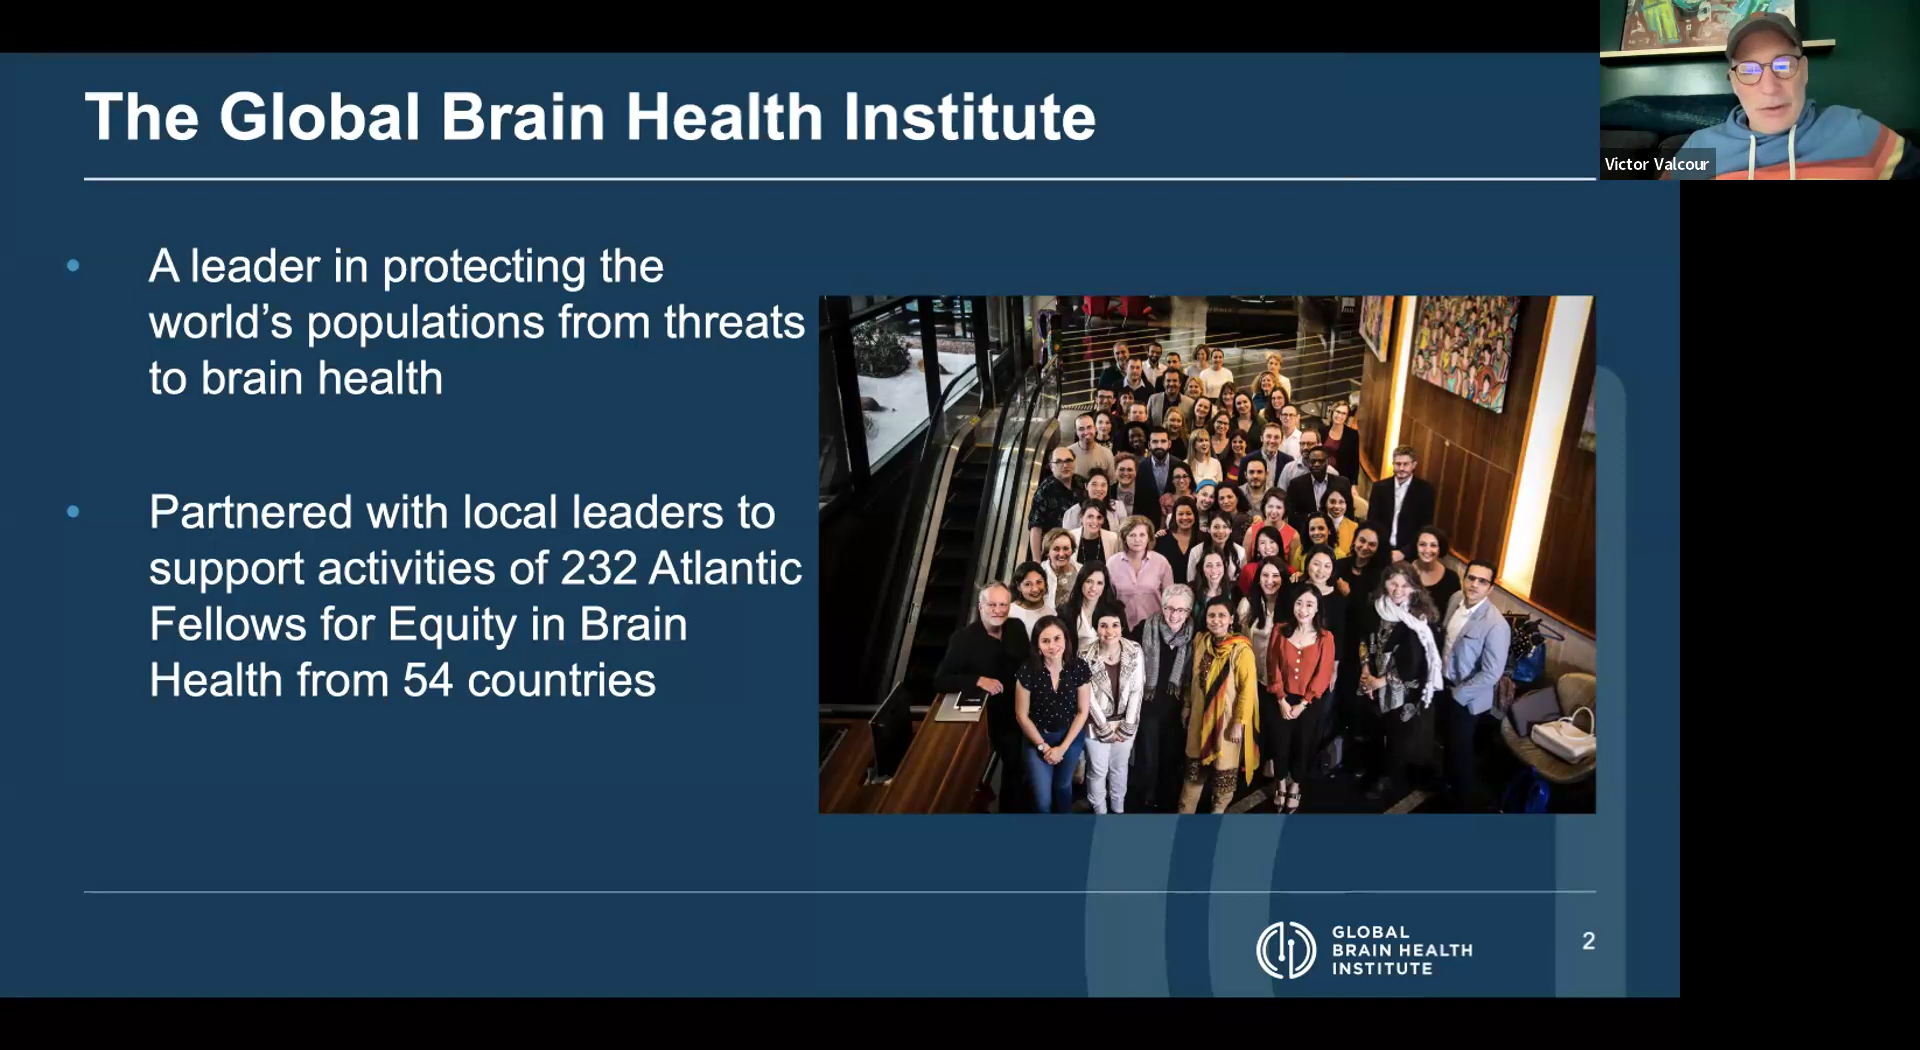 The Global Brain Health Institute
Victor Valcour
• A leader in protecting the
world’s populations from threats
to brain health
• Partnered with local leaders to
support activities of 232 Atlantic
Fellows for Equity in Brain
Health from 54 countries
GLOBAL
BRAIN HEALTH
INSTITUTE
2